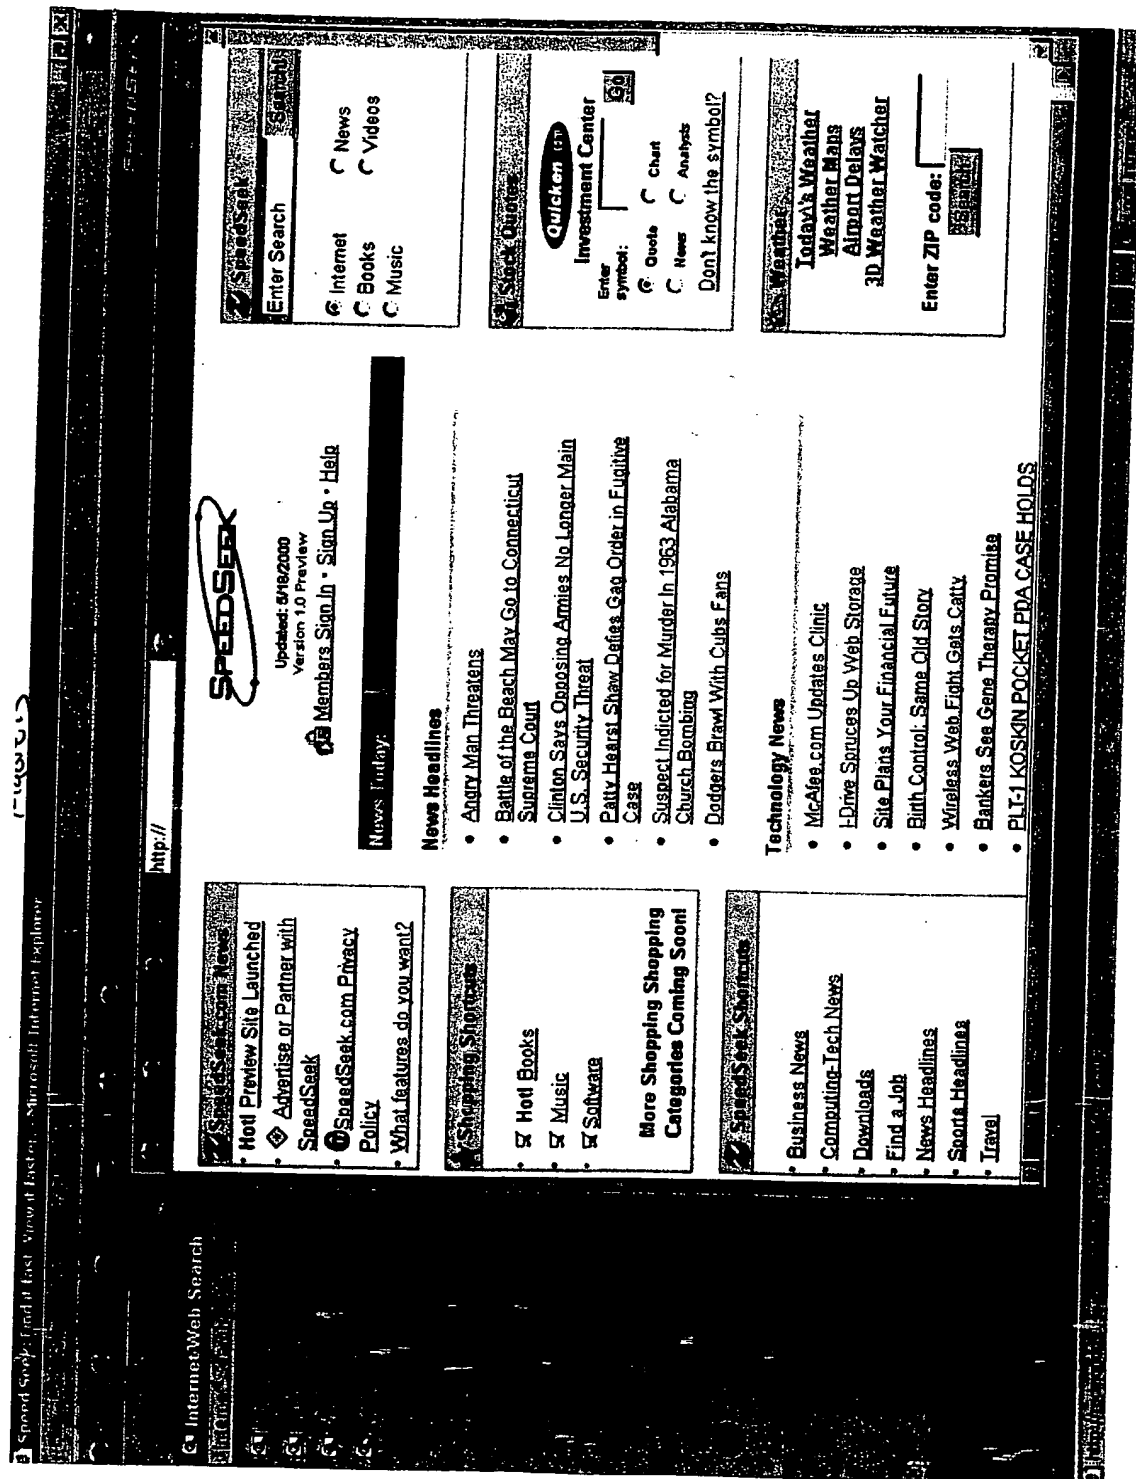 Speed Seek: Find it fast. View it faster. - Microsoft Internet Explorer
SPEEDSEEK
http://
Internet Web Search
SpeedSeek.com News
Hot! Preview Site Launched
Advertise or Partner with
SpeedSeek
SpeedSeek.com Privacy
Policy
What features do you want?
Shopping Shortcuts
Hot! Books
Music
Software
More Shopping Shopping
Categories Coming Soon!
SpeedSeek Shortcuts
Business News
Computing-Tech News
Downloads
Find a Job
News Headlines
Sports Headlines
Travel
SPEEDSEEK
Updated: 5/18/2000
Version 1.0 Preview
Members Sign In • Sign Up • Help
News Today:
News Headlines
• Angry Man Threatens
• Battle of the Beach May Go to Connecticut
Supreme Court
• Clinton Says Opposing Armies No Longer Main
U.S. Security Threat
• Patty Hearst Shaw Defies Gag Order in Fugitive
Case
• Suspect Indicted for Murder In 1963 Alabama
Church Bombing
• Dodgers Brawl With Cubs Fans
Technology News
• McAfee.com Updates Clinic
• I-Drive Spruces Up Web Storage
• Site Plans Your Financial Future
• Birth Control: Same Old Story
• Wireless Web Fight Gets Catty
• Bankers See Gene Therapy Promise
• PLT-1 KOSKIN POCKET PDA CASE HOLDS
SpeedSeek
Enter Search
Search!
Internet News
Books Videos
Music
Stock Quotes
Quicken
Investment Center
Enter
symbol:
Go
Quote Chart
News Analysis
Don't know the symbol?
Weather
Today's Weather
Weather Maps
Airport Delays
3D Weather Watcher
Enter ZIP code:
Search